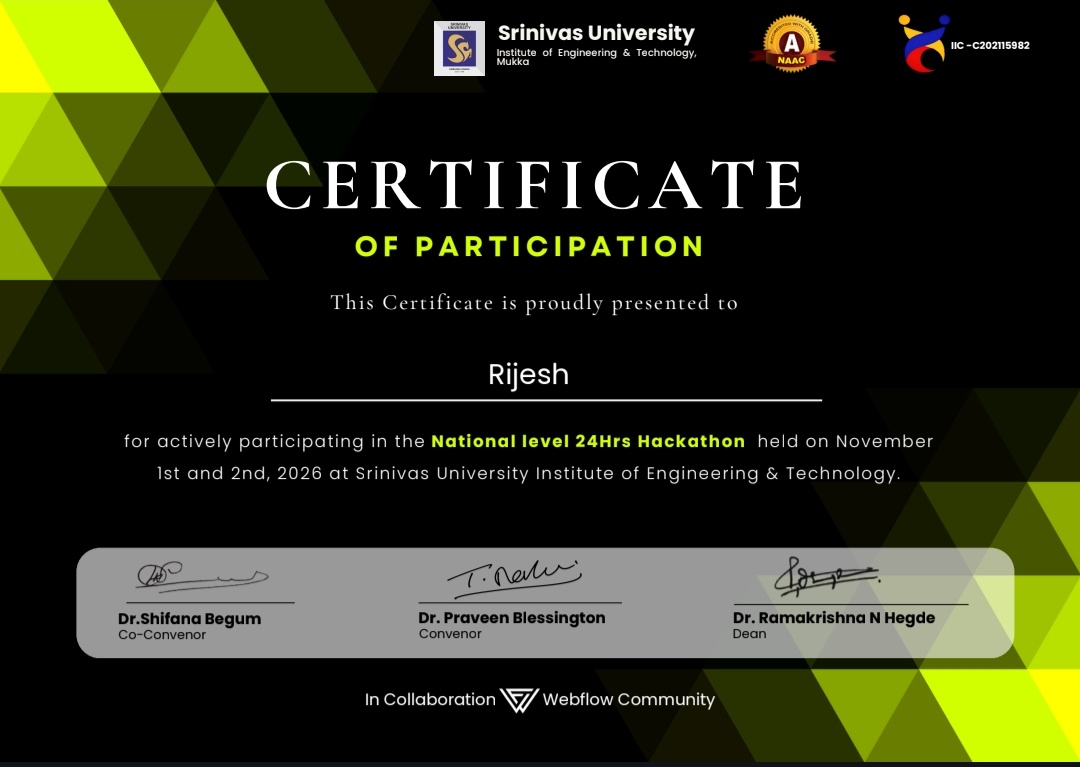 SRINIVAS UNIVERSITY
Srinivas University
Institute of Engineering & Technology,
Mukka
A
NAAC
IIC -C202115982
CERTIFICATE
OF PARTICIPATION
This Certificate is proudly presented to
Rijesh
for actively participating in the National level 24Hrs Hackathon held on November
1st and 2nd, 2026 at Srinivas University Institute of Engineering & Technology.
Dr.Shifana Begum
Co-Convenor
Dr. Praveen Blessington
Convenor
Dr. Ramakrishna N Hegde
Dean
In Collaboration Webflow Community